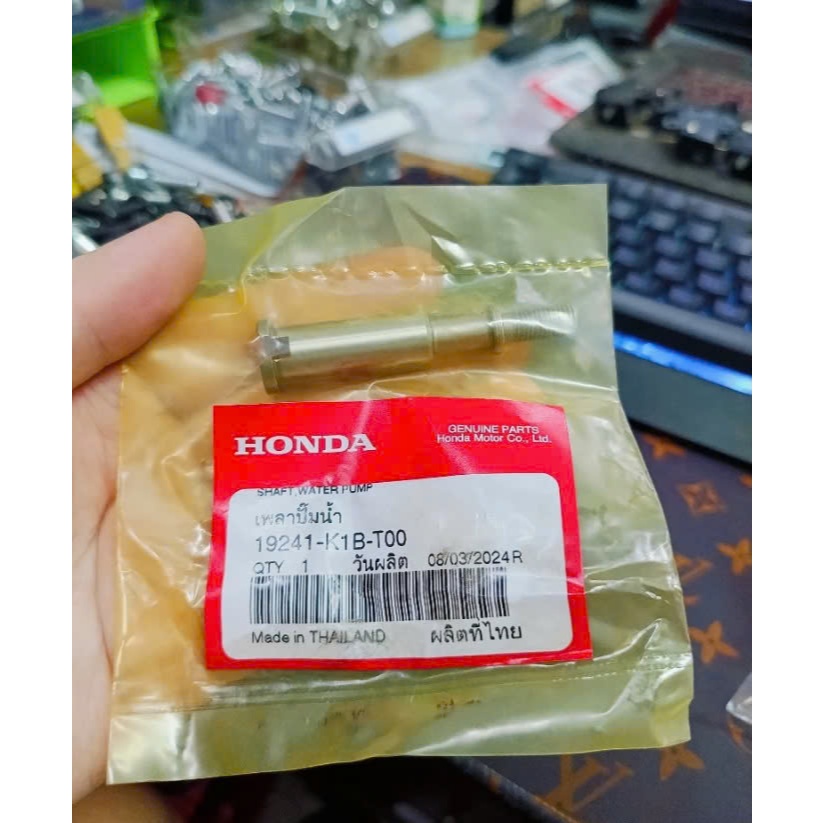 HONDA
GENUINE PARTS
Honda Motor Co., Ltd.
SHAFT,WATER PUMP
เพลาปั๊มน้ำ
19241-K1B-T00
QTY 1 วันผลิต 08/03/2024R
Made in THAILAND ผลิตที่ไทย